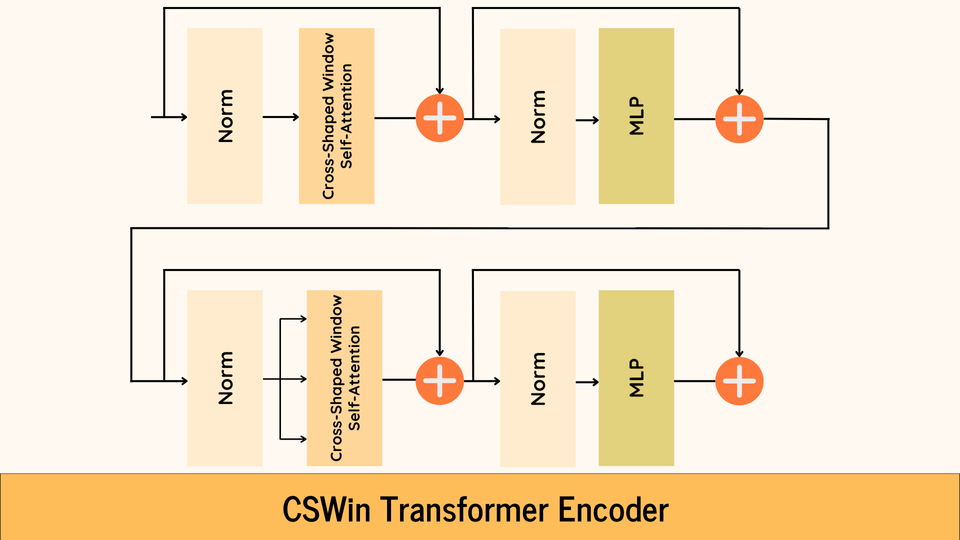 Norm
Cross-Shaped Window
Self-Attention
Norm
MLP
Norm
Cross-Shaped Window
Self-Attention
Norm
MLP
CSWin Transformer Encoder